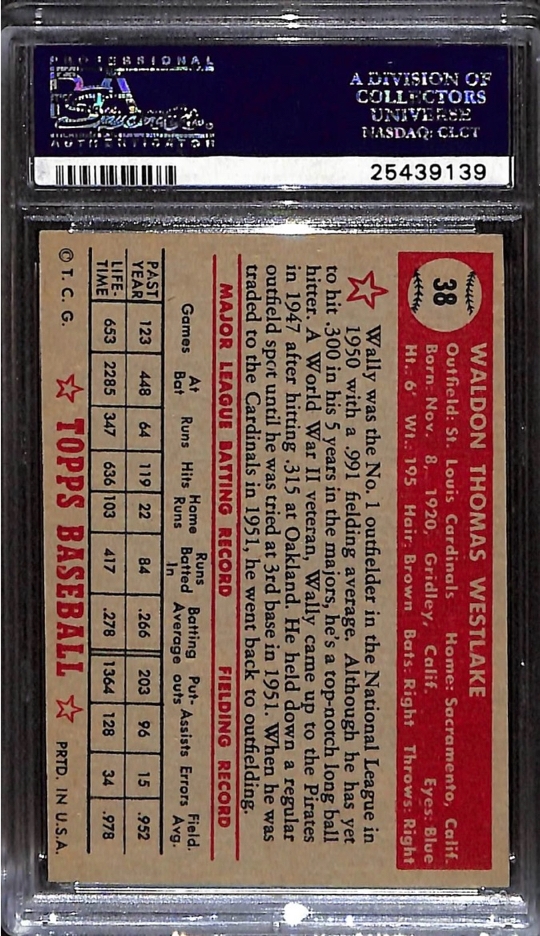 PROFESSIONAL
PSA
AUTHENTICATOR
A DIVISION OF
COLLECTORS
UNIVERSE
NASDAQ: CLCT
25439139
38
WALDON THOMAS WESTLAKE
Outfield: St. Louis Cardinals Home: Sacramento, Calif.
Born: Nov. 8, 1920, Gridley, Calif. Eyes: Blue
Ht.: 6' Wt.: 195 Hair: Brown Bats: Right Throws: Right
Wally was the No. 1 outfielder in the National League in
1950 with a .991 fielding average. Although he has yet
to hit .300 in his 5 years in the majors, he's a top-notch long ball
hitter. A World War II veteran, Wally came up to the Pirates
in 1947 after hitting .315 at Oakland. He held down a regular
outfield spot until he was tried at 3rd base in 1951. When he was
traded to the Cardinals in 1951, he went back to outfielding.
MAJOR LEAGUE BATTING RECORD FIELDING RECORD
Games At Bat Runs Hits Home Runs Runs Batted In Batting Average Put-outs Assists Errors Field. Avg.
PAST YEAR 123 448 64 119 22 84 .266 203 96 15 .952
LIFE-TIME 653 2285 347 636 103 417 .278 1364 128 34 .978
© T. C. G. TOPPS BASEBALL PRTD. IN U.S.A.